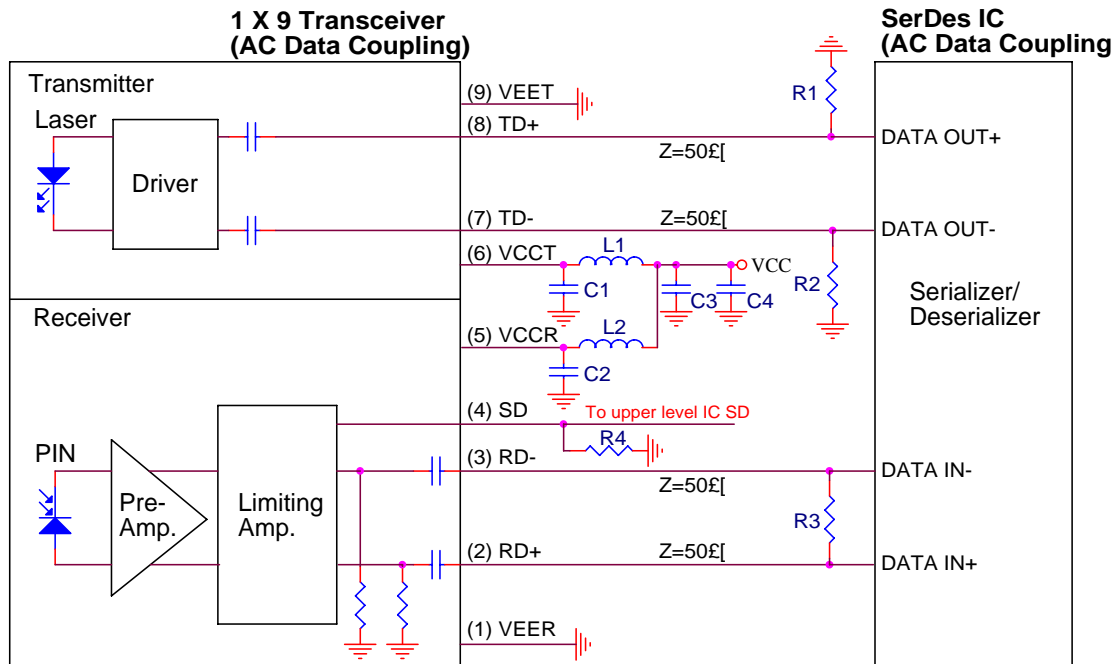 1 X 9 Transceiver
(AC Data Coupling)
SerDes IC
(AC Data Coupling
Transmitter
Laser
Driver
(9) VEET
(8) TD+
Z=50£[
R1
DATA OUT+
(7) TD-
Z=50£[
DATA OUT-
(6) VCCT
L1
VCC
C1
C3
C4
R2
Serializer/
Deserializer
Receiver
(5) VCCR
L2
C2
(4) SD
To upper level IC SD
R4
PIN
Pre-
Amp.
Limiting
Amp.
(3) RD-
Z=50£[
DATA IN-
R3
(2) RD+
Z=50£[
DATA IN+
(1) VEER